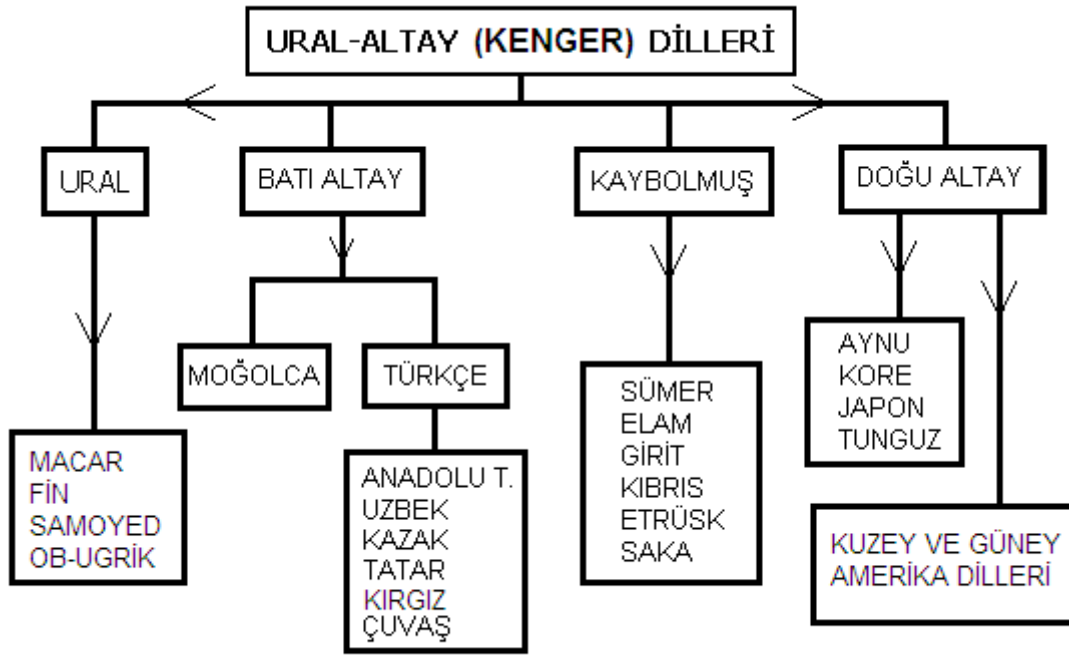 URAL-ALTAY (KENGER) DİLLERİ
URAL
BATI ALTAY
KAYBOLMUŞ
DOĞU ALTAY
MOĞOLCA
TÜRKÇE
MACAR
FİN
SAMOYED
OB-UGRİK
ANADOLU T.
UZBEK
KAZAK
TATAR
KIRGIZ
ÇUVAŞ
SÜMER
ELAM
GİRİT
KIBRIS
ETRÜSK
SAKA
AYNU
KORE
JAPON
TUNGUZ
KUZEY VE GÜNEY
AMERİKA DİLLERİ